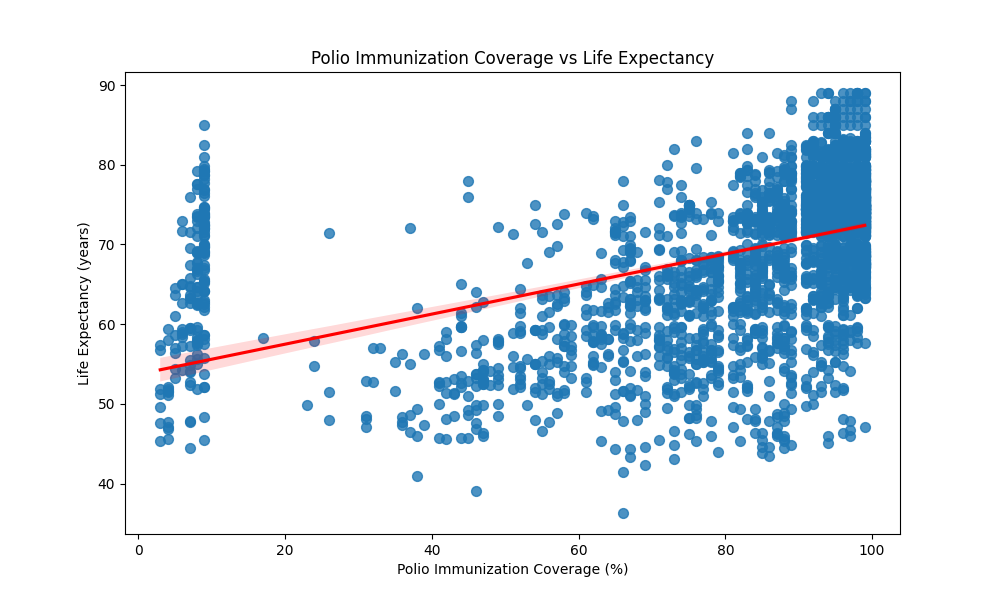 Polio Immunization Coverage vs Life Expectancy
Life Expectancy (years)
90
80
70
60
50
40
0 20 40 60 80 100
Polio Immunization Coverage (%)